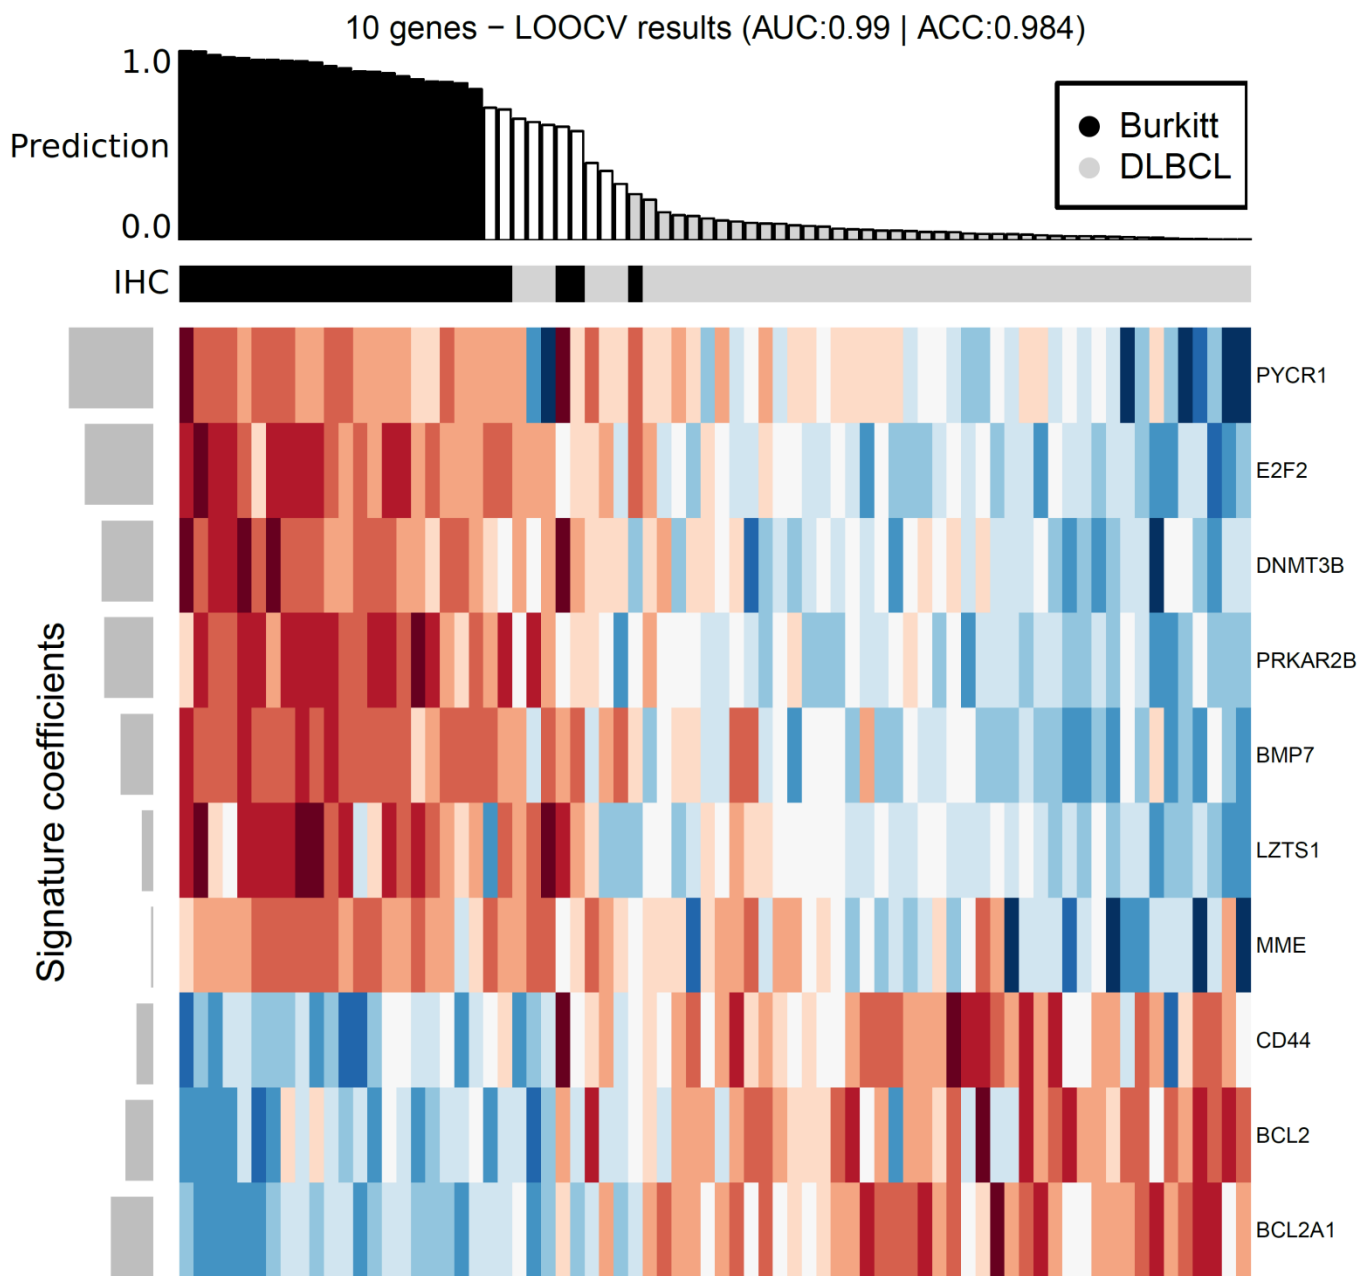 10 genes − LOOCV results (AUC:0.99 | ACC:0.984)
1.0
Prediction
0.0
Burkitt
DLBCL
IHC
Signature coefficients
PYCR1
E2F2
DNMT3B
PRKAR2B
BMP7
LZTS1
MME
CD44
BCL2
BCL2A1